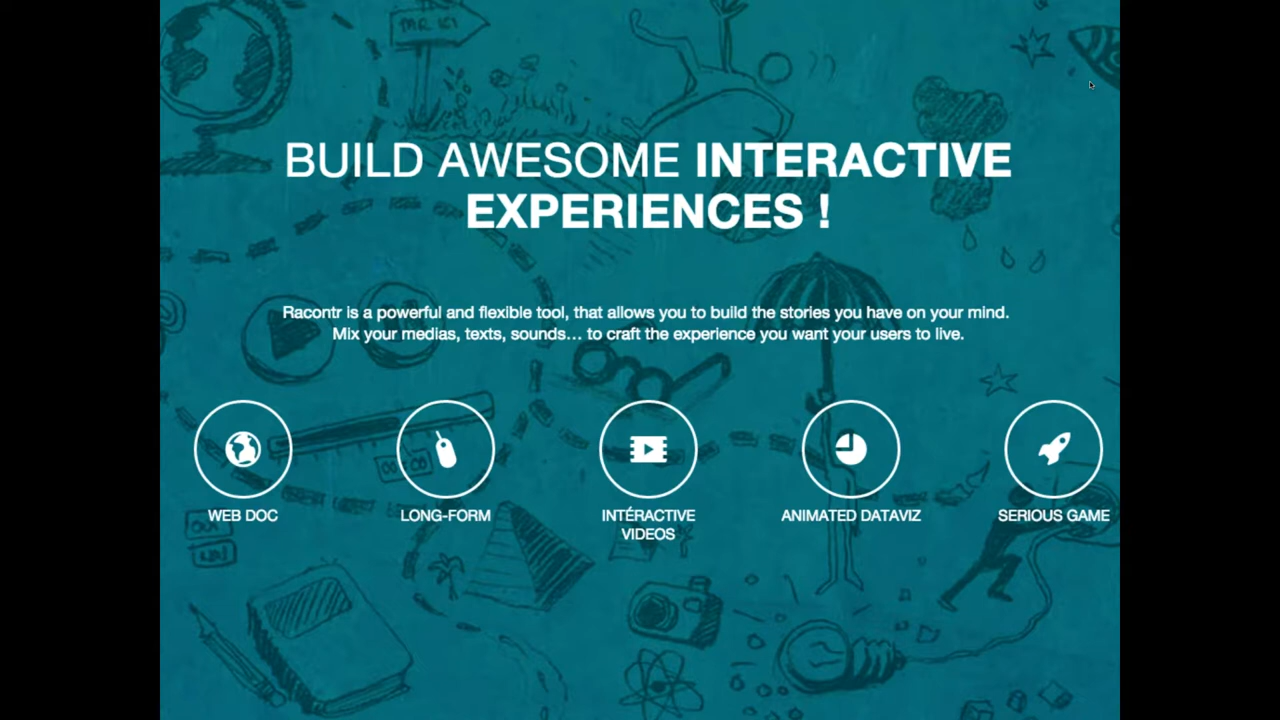 BUILD AWESOME INTERACTIVE
EXPERIENCES !
Racontr is a powerful and flexible tool, that allows you to build the stories you have on your mind.
Mix your medias, texts, sounds... to craft the experience you want your users to live.
WEB DOC
LONG-FORM
INTÉRACTIVE
VIDEOS
ANIMATED DATAVIZ
SERIOUS GAME